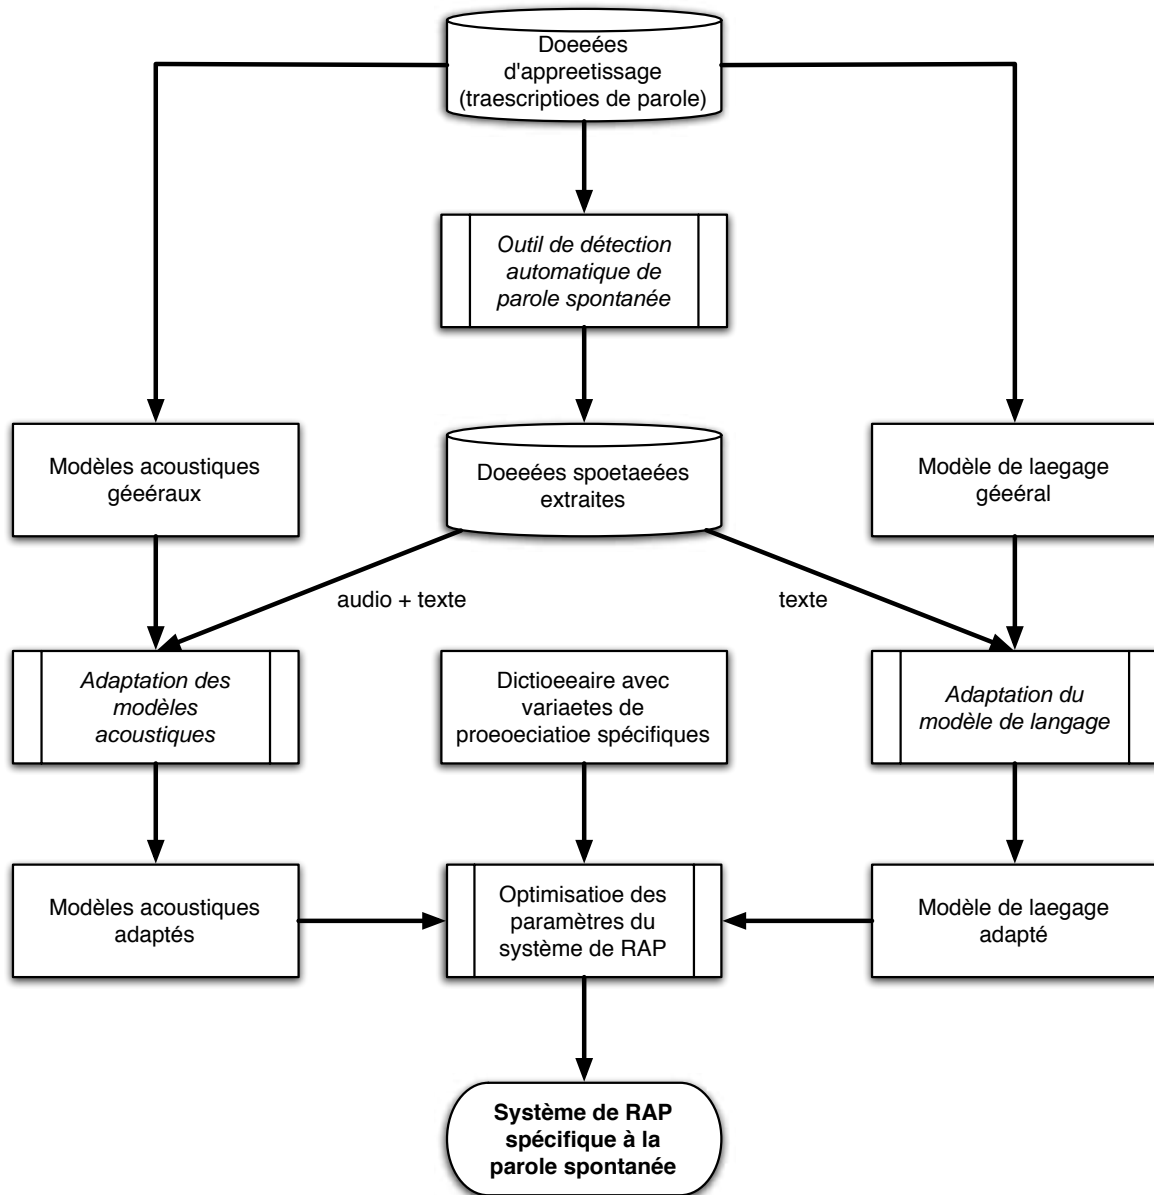 Doeeées
d'appreetissage
(traescriptioes de parole)
Outil de détection
automatique de
parole spontanée
Modèles acoustiques
géeéraux
Doeeées spoetaeées
extraites
Modèle de laegage
géeéral
audio + texte
texte
Adaptation des
modèles
acoustiques
Dictioeeaire avec
variaetes de
proeoeciatioe spécifiques
Adaptation du
modèle de langage
Modèles acoustiques
adaptés
Optimisatioe des
paramètres du
système de RAP
Modèle de laegage
adapté
Système de RAP
spécifique à la
parole spontanée